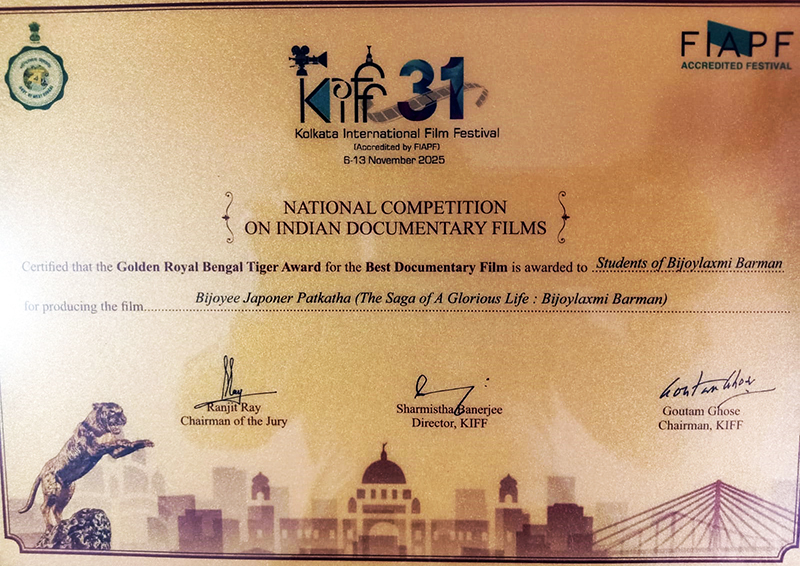 FIAPF
ACCREDITED FESTIVAL
Kiff 31
Kolkata International Film Festival
(Accredited by FIAPF)
6-13 November 2025
NATIONAL COMPETITION
ON INDIAN DOCUMENTARY FILMS
Certified that the Golden Royal Bengal Tiger Award for the Best Documentary Film is awarded to Students of Bijoylaxmi Barman
for producing the film Bijoyee Japoner Patkatha (The Saga of A Glorious Life : Bijoylaxmi Barman)
Ranjit Ray
Chairman of the Jury
Sharmistha Banerjee
Director, KIFF
Goutam Ghose
Goutam Ghose
Chairman, KIFF